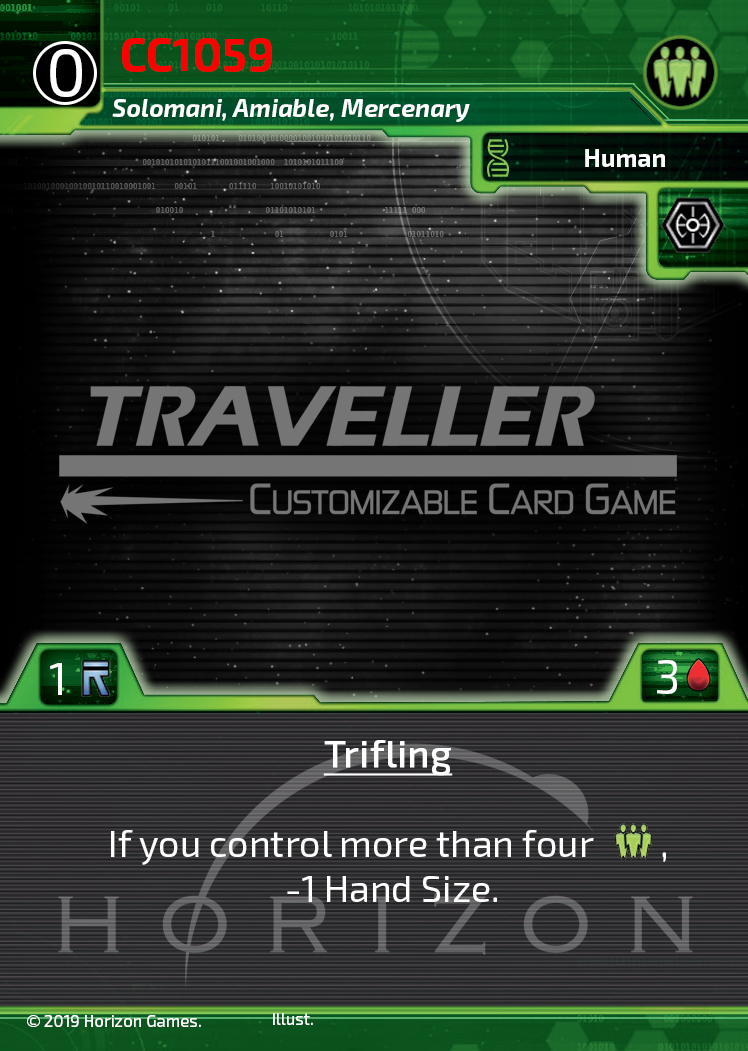 0
CC1059
Solomani, Amiable, Mercenary
Human
TRAVELLER
CUSTOMIZABLE CARD GAME
1
3
Trifling
If you control more than four ,
-1 Hand Size.
HORIZON
© 2019 Horizon Games. Illust.